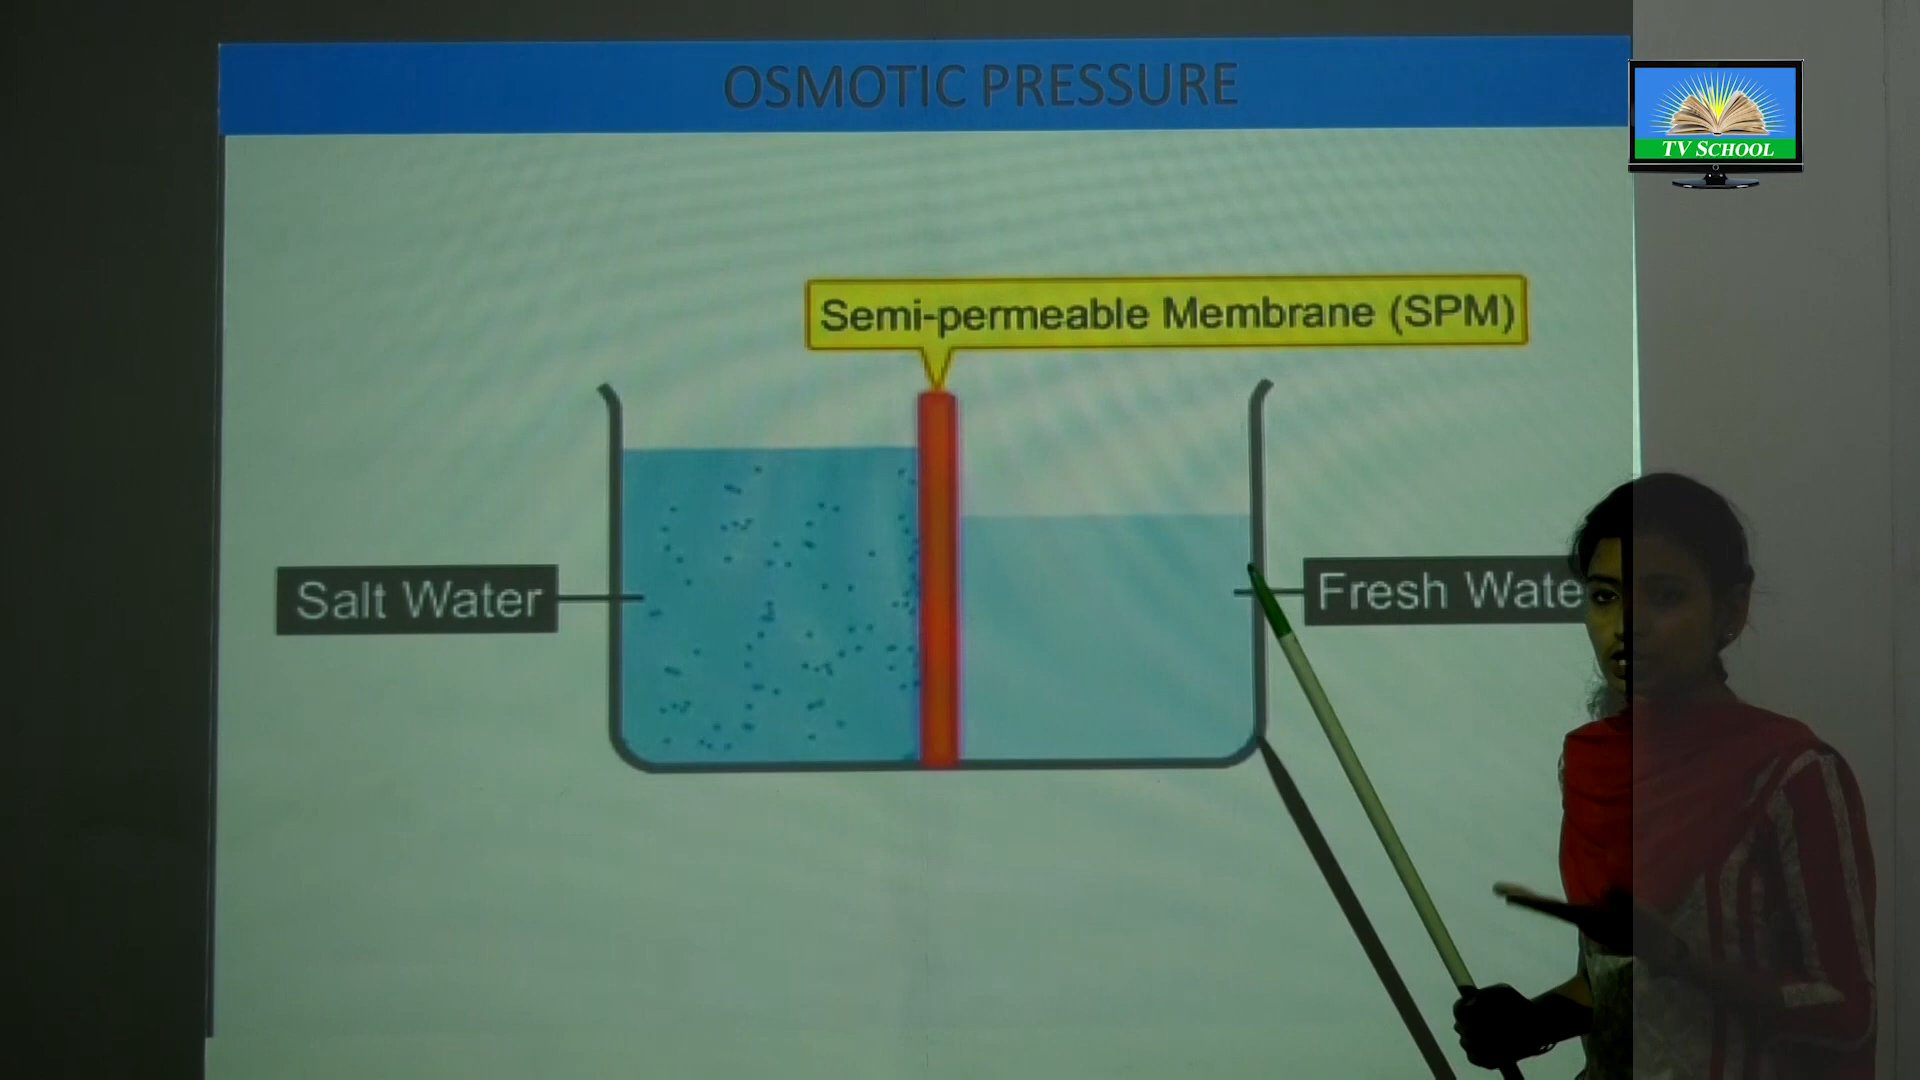 OSMOTIC PRESSURE
TV SCHOOL
Semi-permeable Membrane (SPM)
Salt Water
Fresh Wate